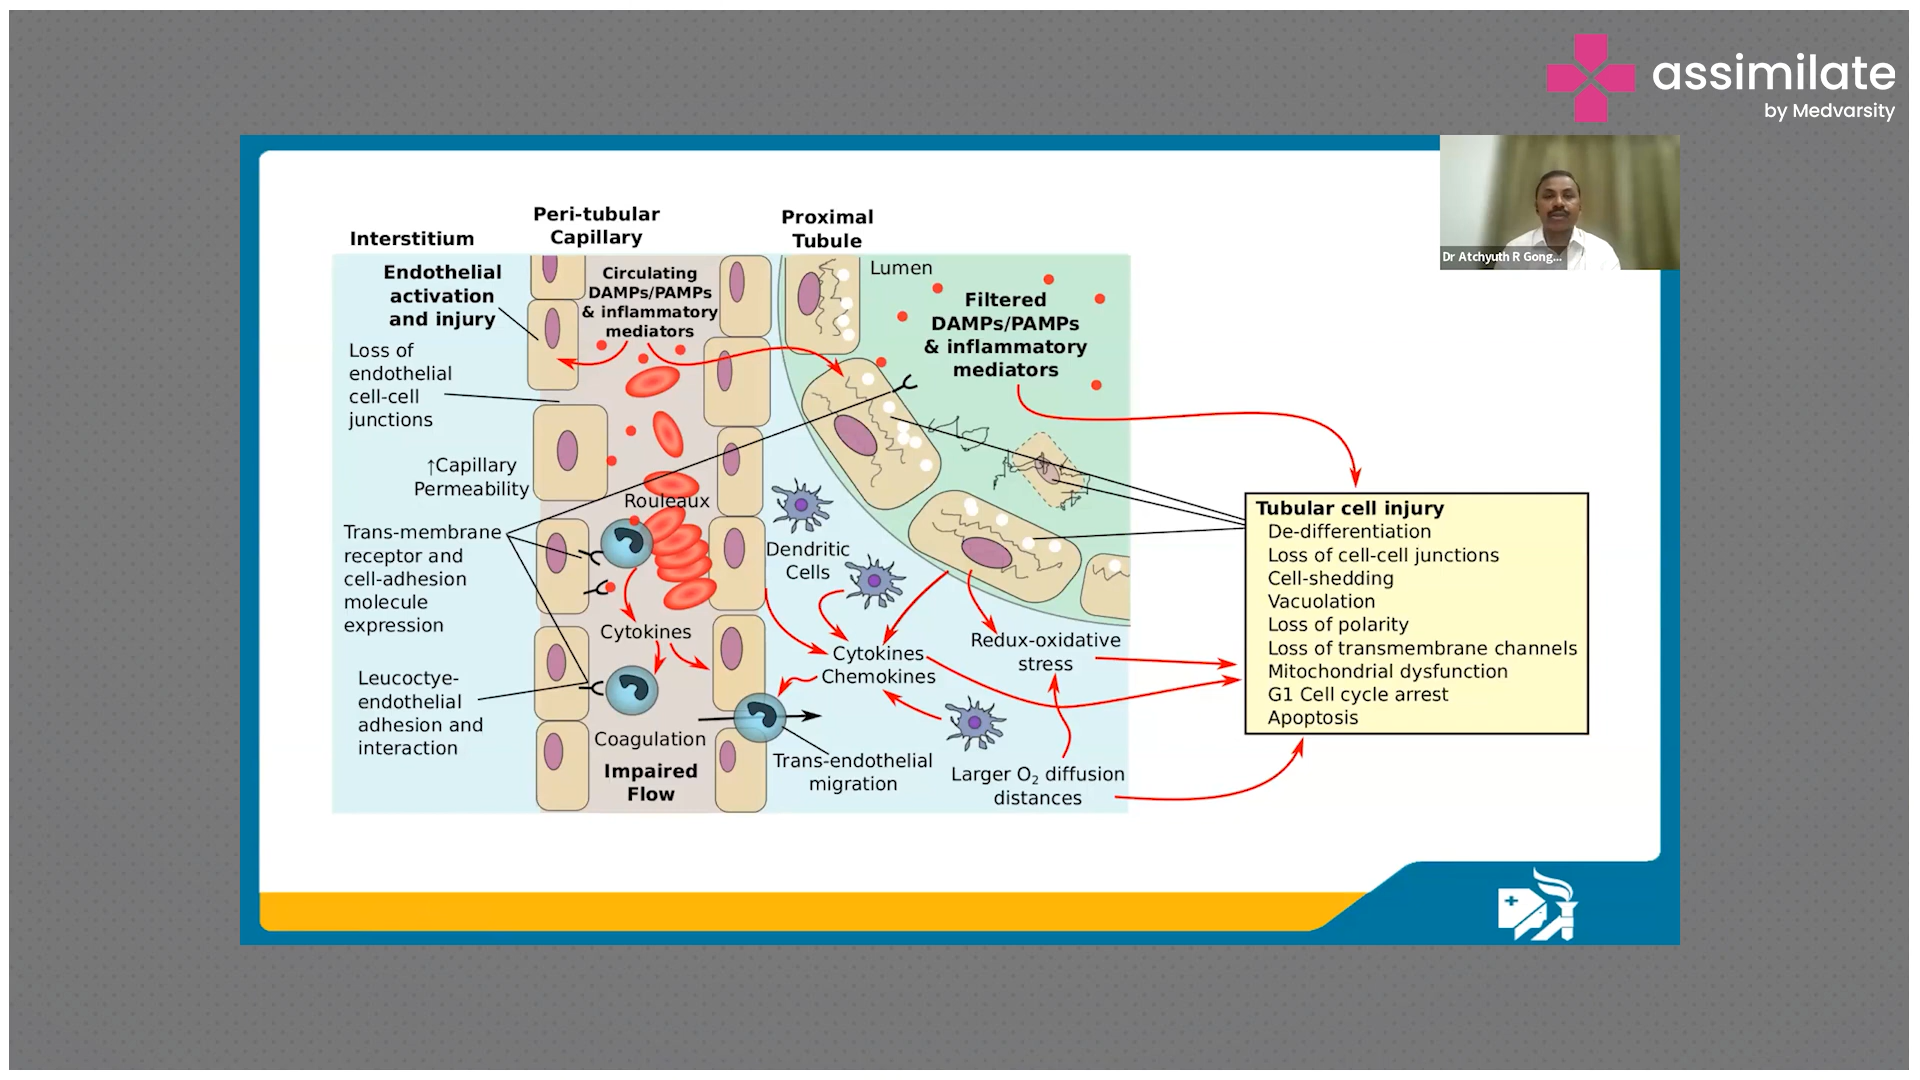 assimilate
by Medvarsity
Dr Atchyuth R Gong...
Interstitium
Peri-tubular
Capillary
Proximal
Tubule
Endothelial
activation
and injury
Loss of
endothelial
cell-cell
junctions
↑Capillary
Permeability
Trans-membrane
receptor and
cell-adhesion
molecule
expression
Leucoctye-
endothelial
adhesion and
interaction
Circulating
DAMPs/PAMPs
& inflammatory
mediators
Rouleaux
Cytokines
Coagulation
Impaired
Flow
Lumen
Filtered
DAMPs/PAMPs
& inflammatory
mediators
Dendritic
Cells
Cytokines
Chemokines
Trans-endothelial
migration
Redux-oxidative
stress
Larger O₂ diffusion
distances
Tubular cell injury
De-differentiation
Loss of cell-cell junctions
Cell-shedding
Vacuolation
Loss of polarity
Loss of transmembrane channels
Mitochondrial dysfunction
G1 Cell cycle arrest
Apoptosis